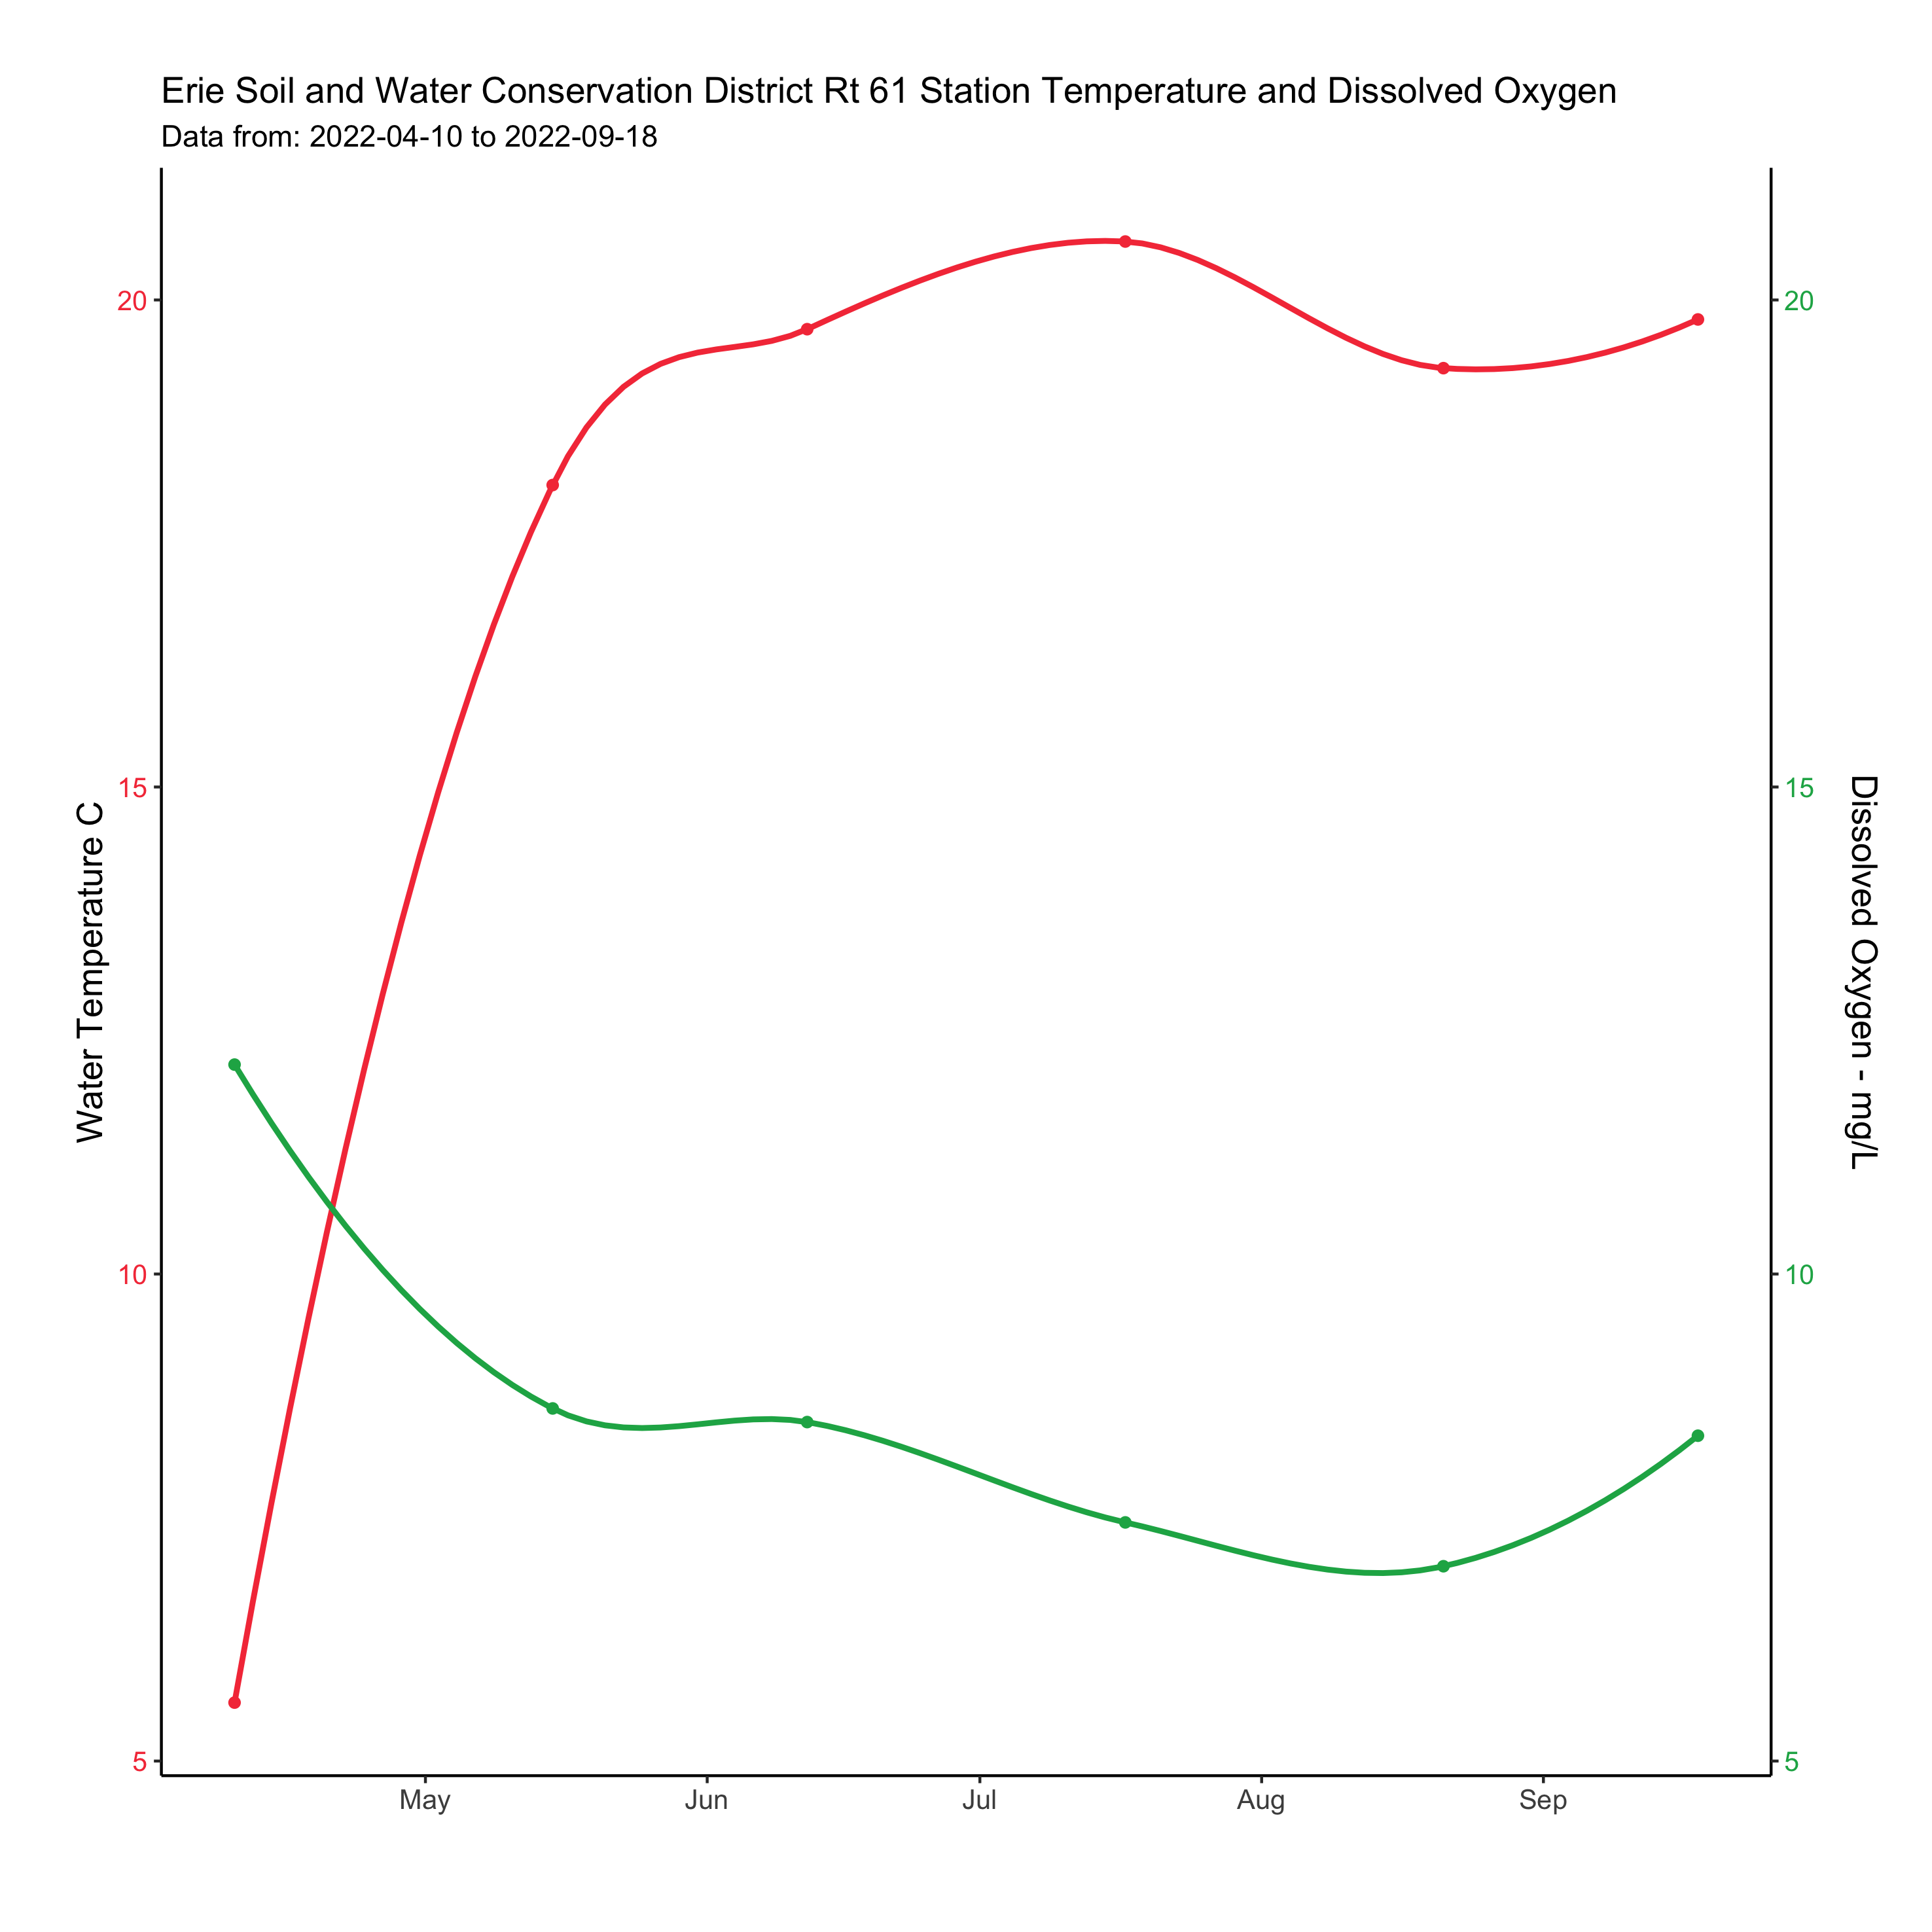 Erie Soil and Water Conservation District Rt 61 Station Temperature and Dissolved Oxygen
Data from: 2022-04-10 to 2022-09-18
Water Temperature C
20
15
10
5
20
15
10
5
Dissolved Oxygen - mg/L
May Jun Jul Aug Sep